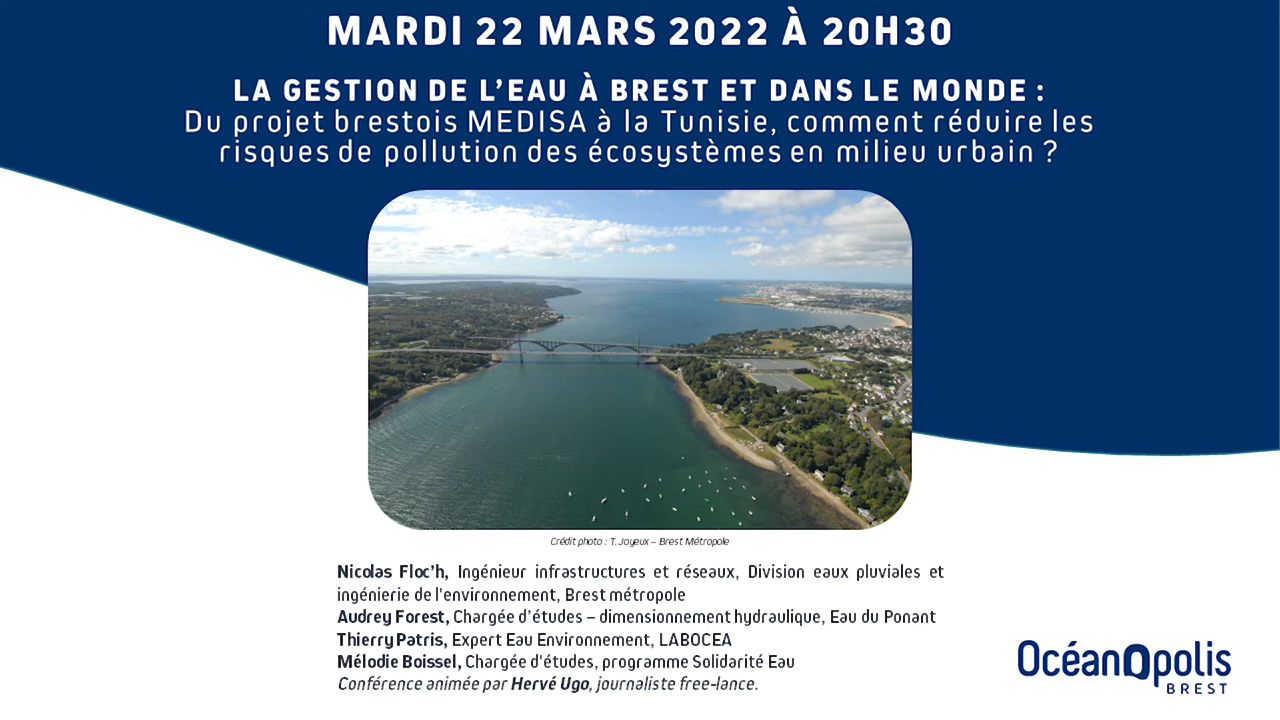 MARDI 22 MARS 2022 À 20H30
LA GESTION DE L'EAU À BREST ET DANS LE MONDE :
Du projet brestois MEDISA à la Tunisie, comment réduire les
risques de pollution des écosystèmes en milieu urbain ?
Crédit photo : T. Joyeux – Brest Métropole
Nicolas Floc'h, Ingénieur infrastructures et réseaux, Division eaux pluviales et
ingénierie de l'environnement, Brest métropole
Audrey Forest, Chargée d'études – dimensionnement hydraulique, Eau du Ponant
Thierry Patris, Expert Eau Environnement, LABOCEA
Mélodie Boissel, Chargée d'études, programme Solidarité Eau
Conférence animée par Hervé Ugo, journaliste free-lance.
OcéanOpolis
BREST